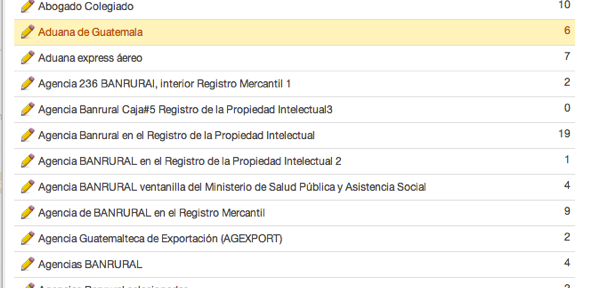 Abogado Colegiado 10
Aduana de Guatemala 6
Aduana express áereo 7
Agencia 236 BANRURAl, interior Registro Mercantil 1 2
Agencia Banrural Caja#5 Registro de la Propiedad Intelectual3 0
Agencia Banrural en el Registro de la Propiedad Intelectual 19
Agencia BANRURAL en el Registro de la Propiedad Intelectual 2 1
Agencia BANRURAL ventanilla del Ministerio de Salud Pública y Asistencia Social 4
Agencia de BANRURAL en el Registro Mercantil 9
Agencia Guatemalteca de Exportación (AGEXPORT) 2
Agencias BANRURAL 4